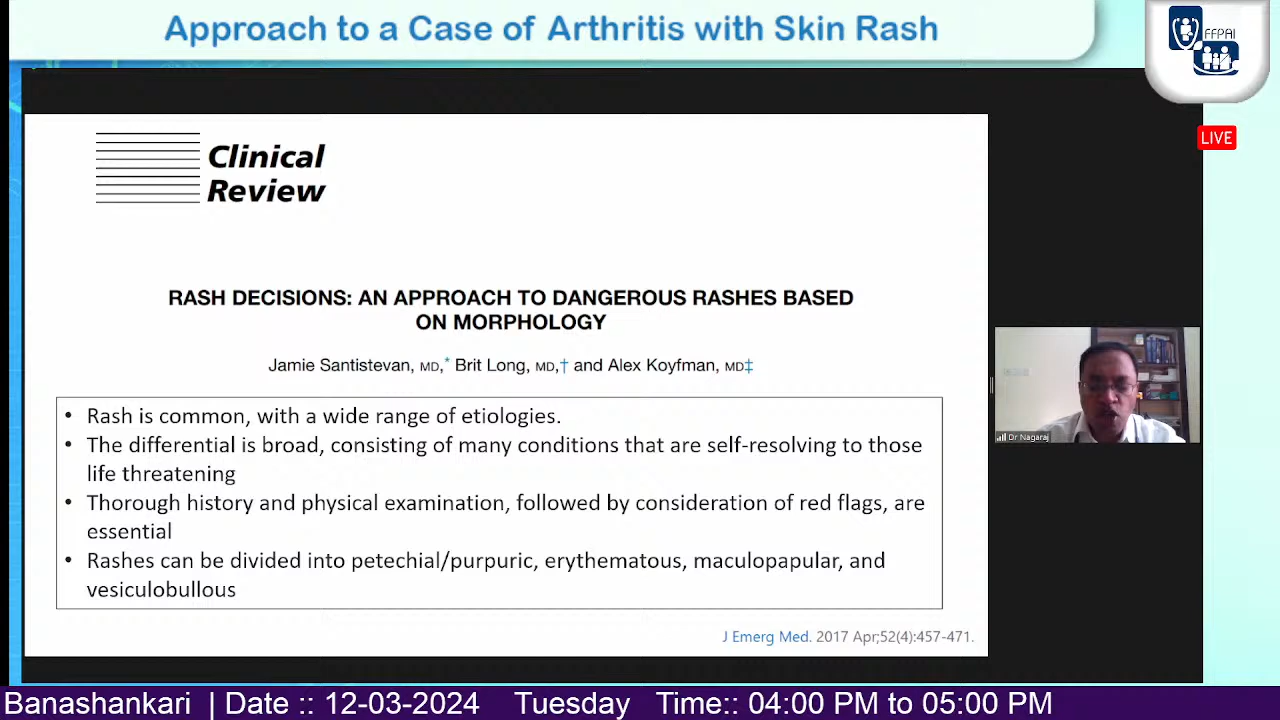 Approach to a Case of Arthritis with Skin Rash
FFPAI
LIVE
Clinical
Review
RASH DECISIONS: AN APPROACH TO DANGEROUS RASHES BASED
ON MORPHOLOGY
Jamie Santistevan, MD,* Brit Long, MD,† and Alex Koyfman, MD‡
• Rash is common, with a wide range of etiologies.
• The differential is broad, consisting of many conditions that are self-resolving to those
life threatening
• Thorough history and physical examination, followed by consideration of red flags, are
essential
• Rashes can be divided into petechial/purpuric, erythematous, maculopapular, and
vesiculobullous
J Emerg Med. 2017 Apr;52(4):457-471.
Dr Nagaraj
Banashankari | Date :: 12-03-2024 Tuesday Time:: 04:00 PM to 05:00 PM